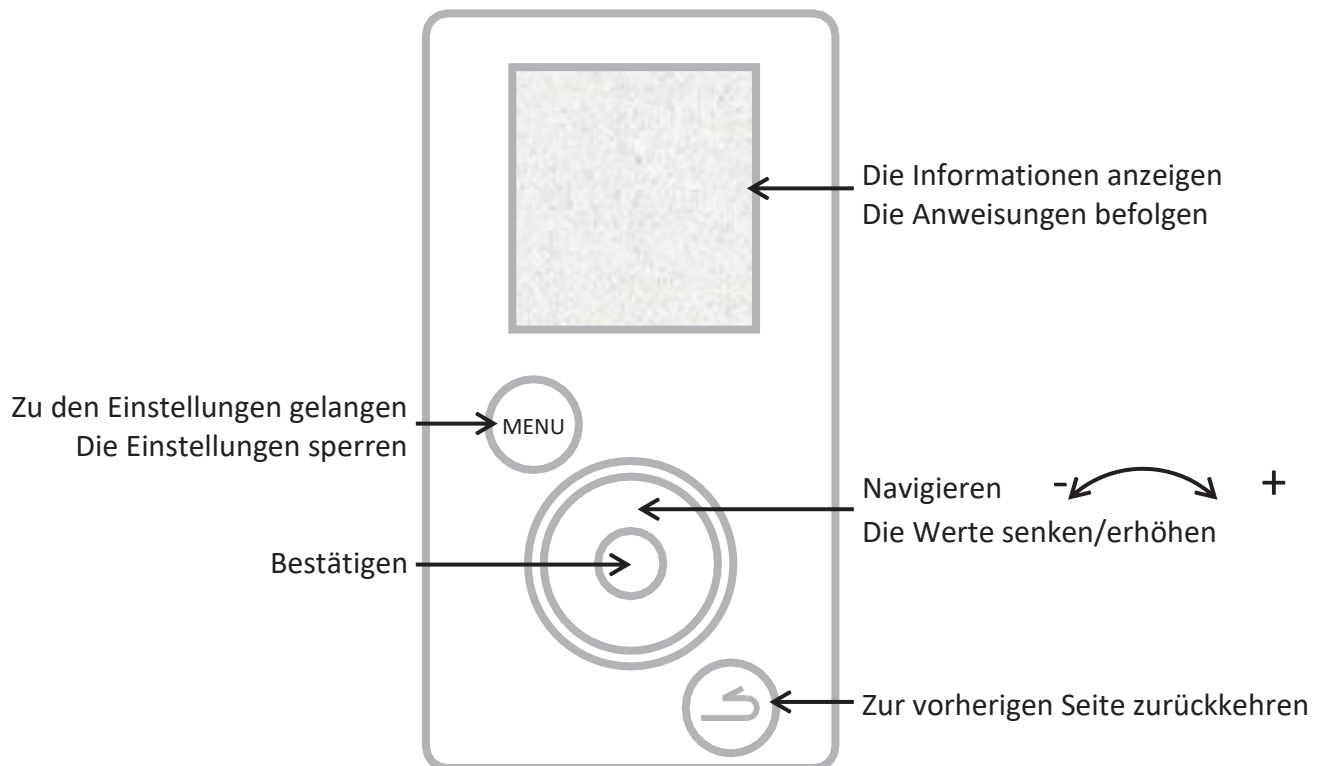 Die Informationen anzeigen
Die Anweisungen befolgen
Zu den Einstellungen gelangen
Die Einstellungen sperren
MENU
Navigieren - +
Die Werte senken/erhöhen
Bestätigen
Zur vorherigen Seite zurückkehren